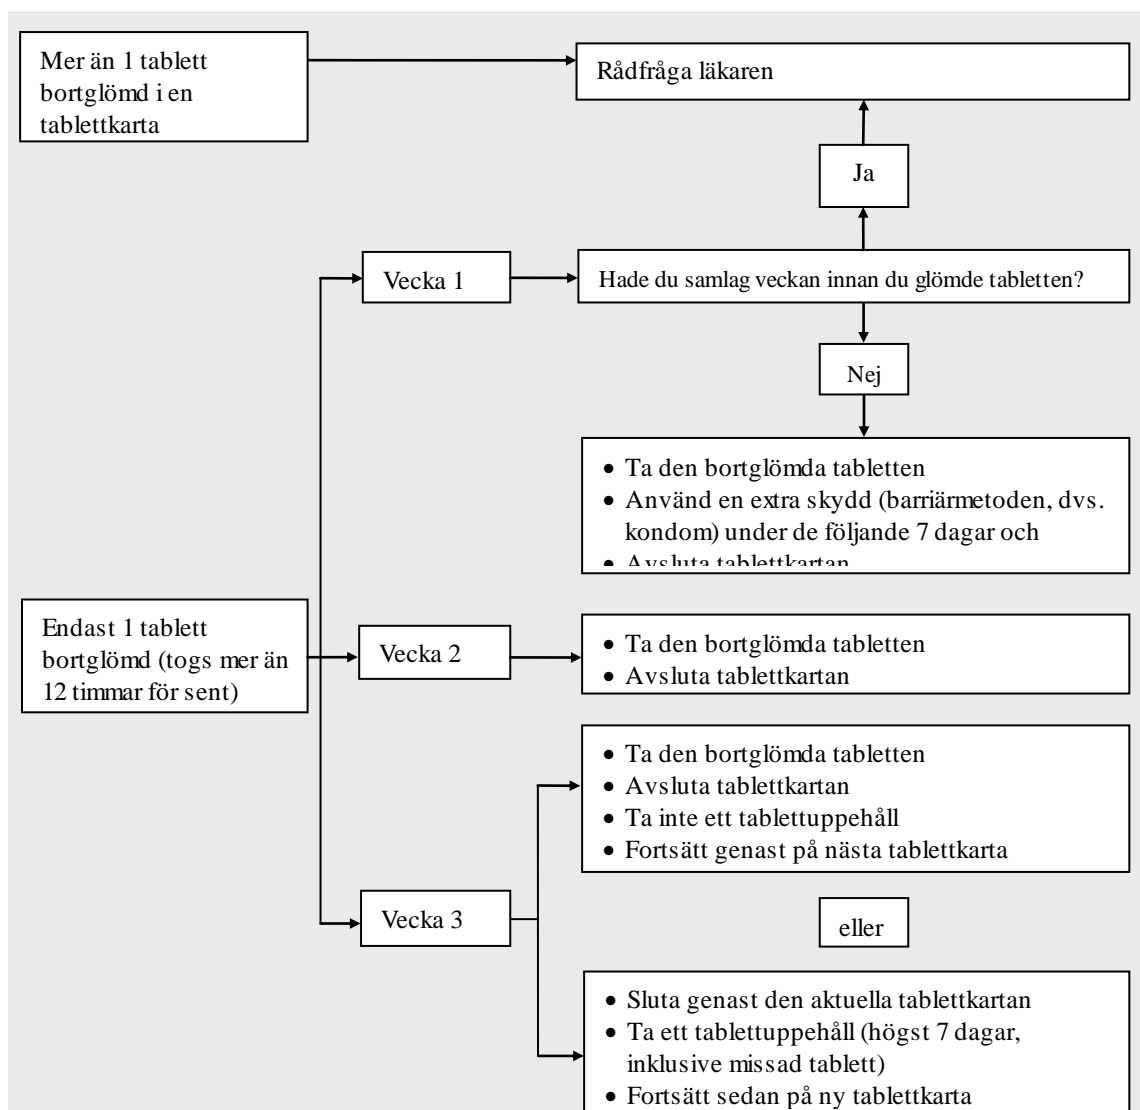 Mer än 1 tablett
bortglömd i en
tablettkarta
Rådfråga läkaren
Ja
Vecka 1
Hade du samlag veckan innan du glömde tabletten?
Nej
• Ta den bortglömda tabletten
• Använd en extra skydd (barriärmetoden, dvs.
kondom) under de följande 7 dagar och
• Avsluta tablettkartan
Endast 1 tablett
bortglömd (togs mer än
12 timmar för sent)
Vecka 2
• Ta den bortglömda tabletten
• Avsluta tablettkartan
• Ta den bortglömda tabletten
• Avsluta tablettkartan
• Ta inte ett tablettuppehåll
• Fortsätt genast på nästa tablettkarta
Vecka 3
eller
• Sluta genast den aktuella tablettkartan
• Ta ett tablettuppehåll (högst 7 dagar,
inklusive missad tablett)
• Fortsätt sedan på ny tablettkarta